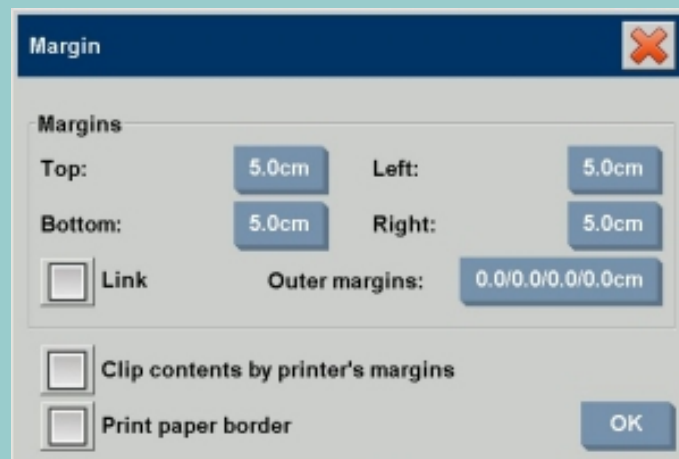 Margin
Margins
Top: 5.0cm Left: 5.0cm
Bottom: 5.0cm Right: 5.0cm
Link Outer margins: 0.0/0.0/0.0/0.0cm
Clip contents by printer's margins
Print paper border OK